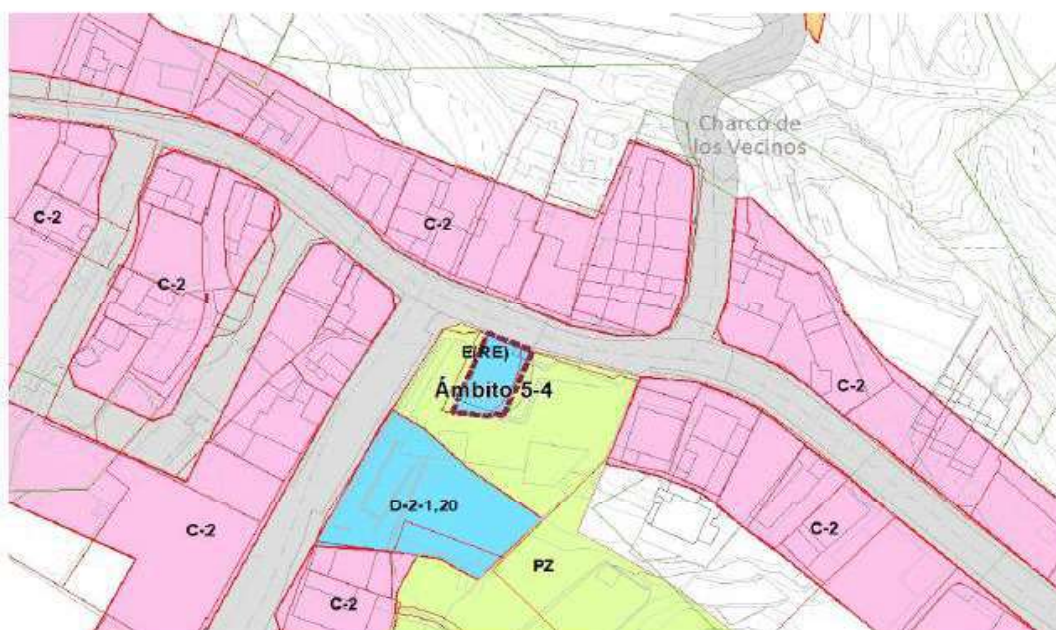 Charco de
los Vecinos
C-2
C-2
C-2
E(RE)
Ámbito 5-4
C-2
D-2-1,20
C-2
C-2
PZ
C-2